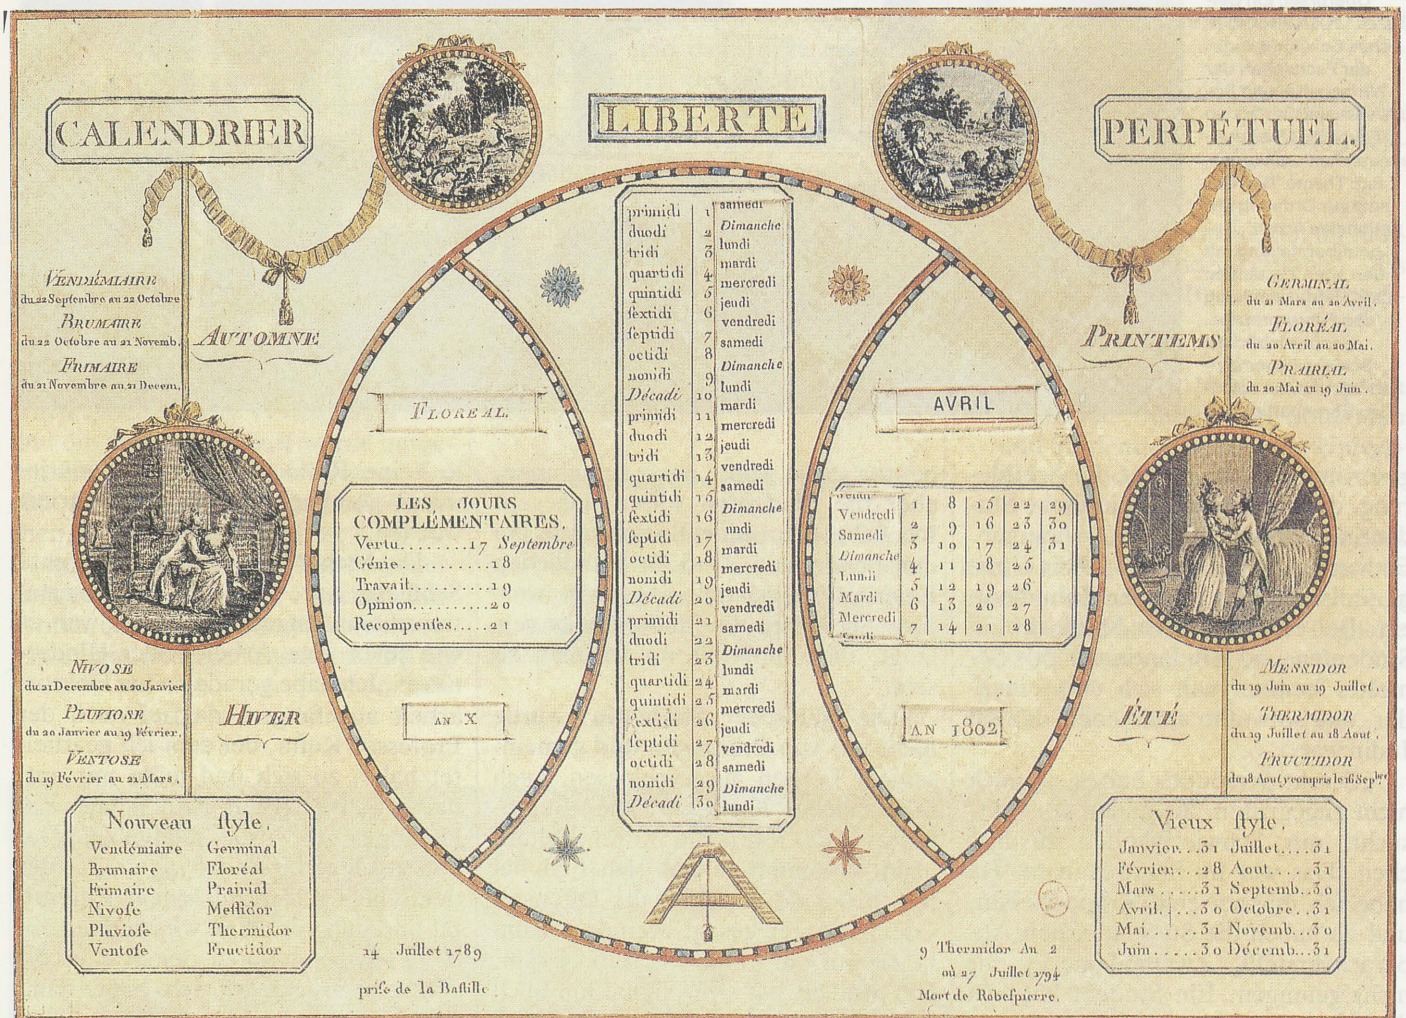 CALENDRIER
LIBERTE
PERPÉTUEL.
VENDÉMIAIRE
du 22 Septembre au 22 Octobre
BRUMAIRE
du 22 Octobre au 21 Novemb.
FRIMAIRE
du 21 Novembre au 21 Decem.
AUTOMNE
NIVOSE
du 21 Decembre au 20 Janvier
PLUVIOSE
du 20 Janvier au 19 Février.
VENTOSE
du 19 Février au 21 Mars.
HIVER
Nouveau ſtyle.
Vendémiaire Germinal
Brumaire Floréal
Frimaire Prairial
Nivoſe Meſſidor
Pluvioſe Thermidor
Ventoſe Fructidor
FLOREAL.
LES JOURS
COMPLÉMENTAIRES.
Vertu........17 Septembre
Génie..........18
Travail..........19
Opinion..........20
Recompenſes....21
AN X
primidi 1 samedi
duodi 2 Dimanche
tridi 3 lundi
quartidi 4 mardi
quintidi 5 mercredi
ſextidi 6 jeudi
ſeptidi 7 vendredi
octidi 8 samedi
nonidi 9 Dimanche
Décadi 10 lundi
primidi 11 mardi
duodi 12 mercredi
tridi 13 jeudi
quartidi 14 vendredi
quintidi 15 samedi
ſextidi 16 Dimanche
ſeptidi 17 undi
octidi 18 mardi
nonidi 19 mercredi
Décadi 20 jeudi
primidi 21 vendredi
duodi 22 samedi
tridi 23 Dimanche
quartidi 24 lundi
quintidi 25 mardi
ſextidi 26 mercredi
ſeptidi 27 jeudi
octidi 28 vendredi
nonidi 29 samedi
Décadi 30 Dimanche
lundi
AVRIL
Vendredi 1 8 15 22 29
Samedi 2 9 16 23 30
Dimanche 3 10 17 24 31
Lundi 4 11 18 25
Mardi 5 12 19 26
Mercredi 6 13 20 27
7 14 21 28
AN 1802
PRINTEMS
GERMINAL
du 21 Mars au 20 Avril.
FLORÉAL
du 20 Avril au 20 Mai.
PRAIRIAL
du 20 Mai au 19 Juin.
ÉTÉ
MESSIDOR
du 19 Juin au 19 Juillet.
THERMIDOR
du 19 Juillet au 18 Aout.
FRUCTIDOR
du 18 Aout y compris le 16 Sepbre
Vieux ſtyle.
Janvier...31 Juillet....31
Février...28 Aout.....31
Mars.....31 Septemb..30
Avril.....30 Octobre..31
Mai......31 Novemb..30
Juin.....30 Décemb...31
14 Juillet 1789
priſe de la Baſtille
9 Thermidor An 2
où 27 Juillet 1794
Mort de Robeſpierre.